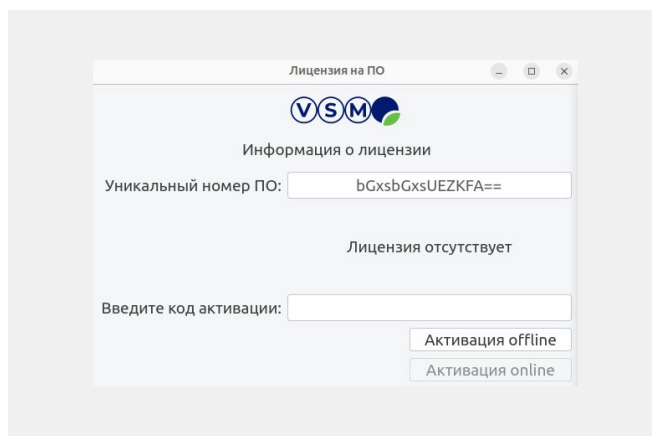 Лицензия на ПО
VSM
Информация о лицензии
Уникальный номер ПО: bGxsbGxsUEZKFA==
Лицензия отсутствует
Введите код активации:
Активация offline
Активация online